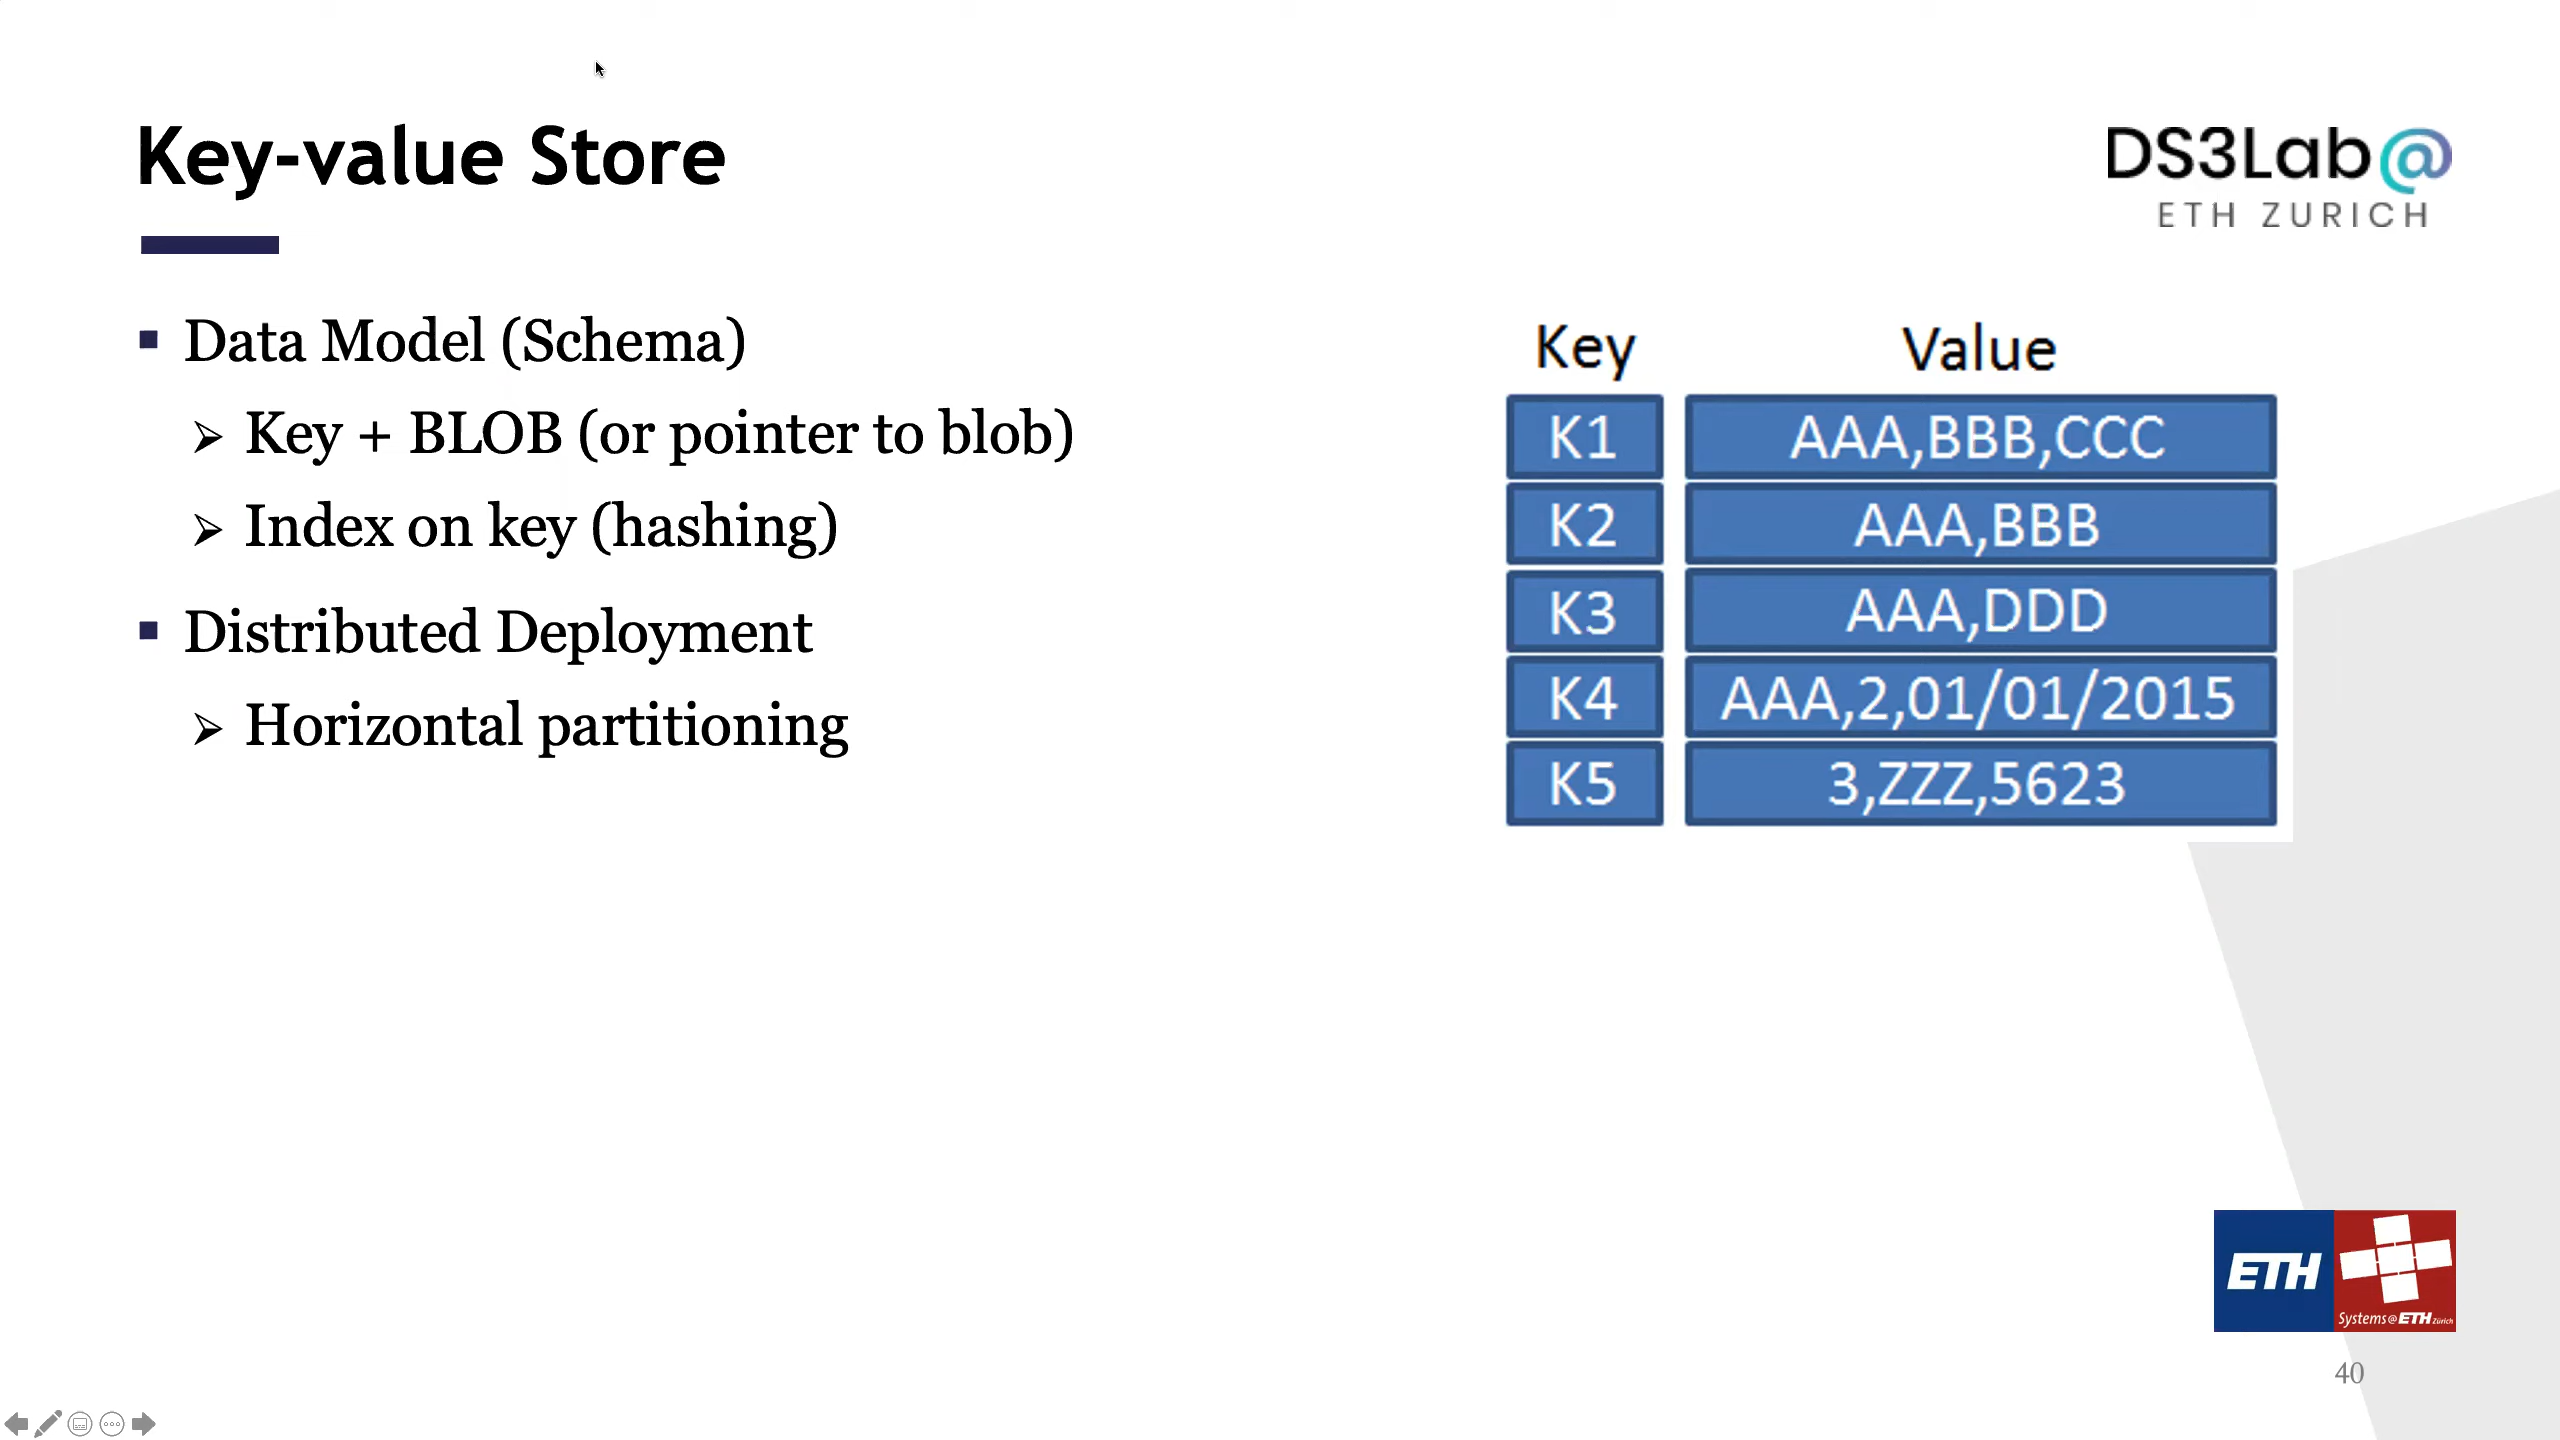 Key-value Store
DS3Lab@
ETH ZURICH
Data Model (Schema)
Key + BLOB (or pointer to blob)
Index on key (hashing)
Distributed Deployment
Horizontal partitioning
Key Value
K1 AAA,BBB,CCC
K2 AAA,BBB
K3 AAA,DDD
K4 AAA,2,01/01/2015
K5 3,ZZZ,5623
ETH
Systems@ETH Zürich
40